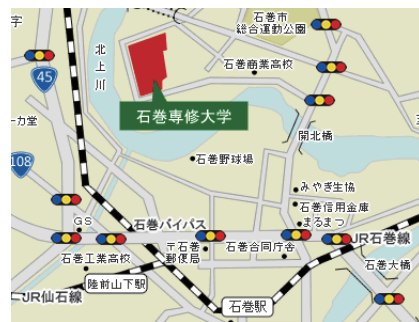 字
北上川
石巻市
総合運動公園
45
石巻商業高校
石巻専修大学
ーカ堂
開北橋
108
石巻野球場
みやぎ生協
石巻信用金庫
まるまつ
GS
石巻バイパス
〒石巻
郵便局
石巻合同庁舎
JR石巻線
石巻工業高校
石巻大橋
陸前山下駅
JR仙石線
石巻駅